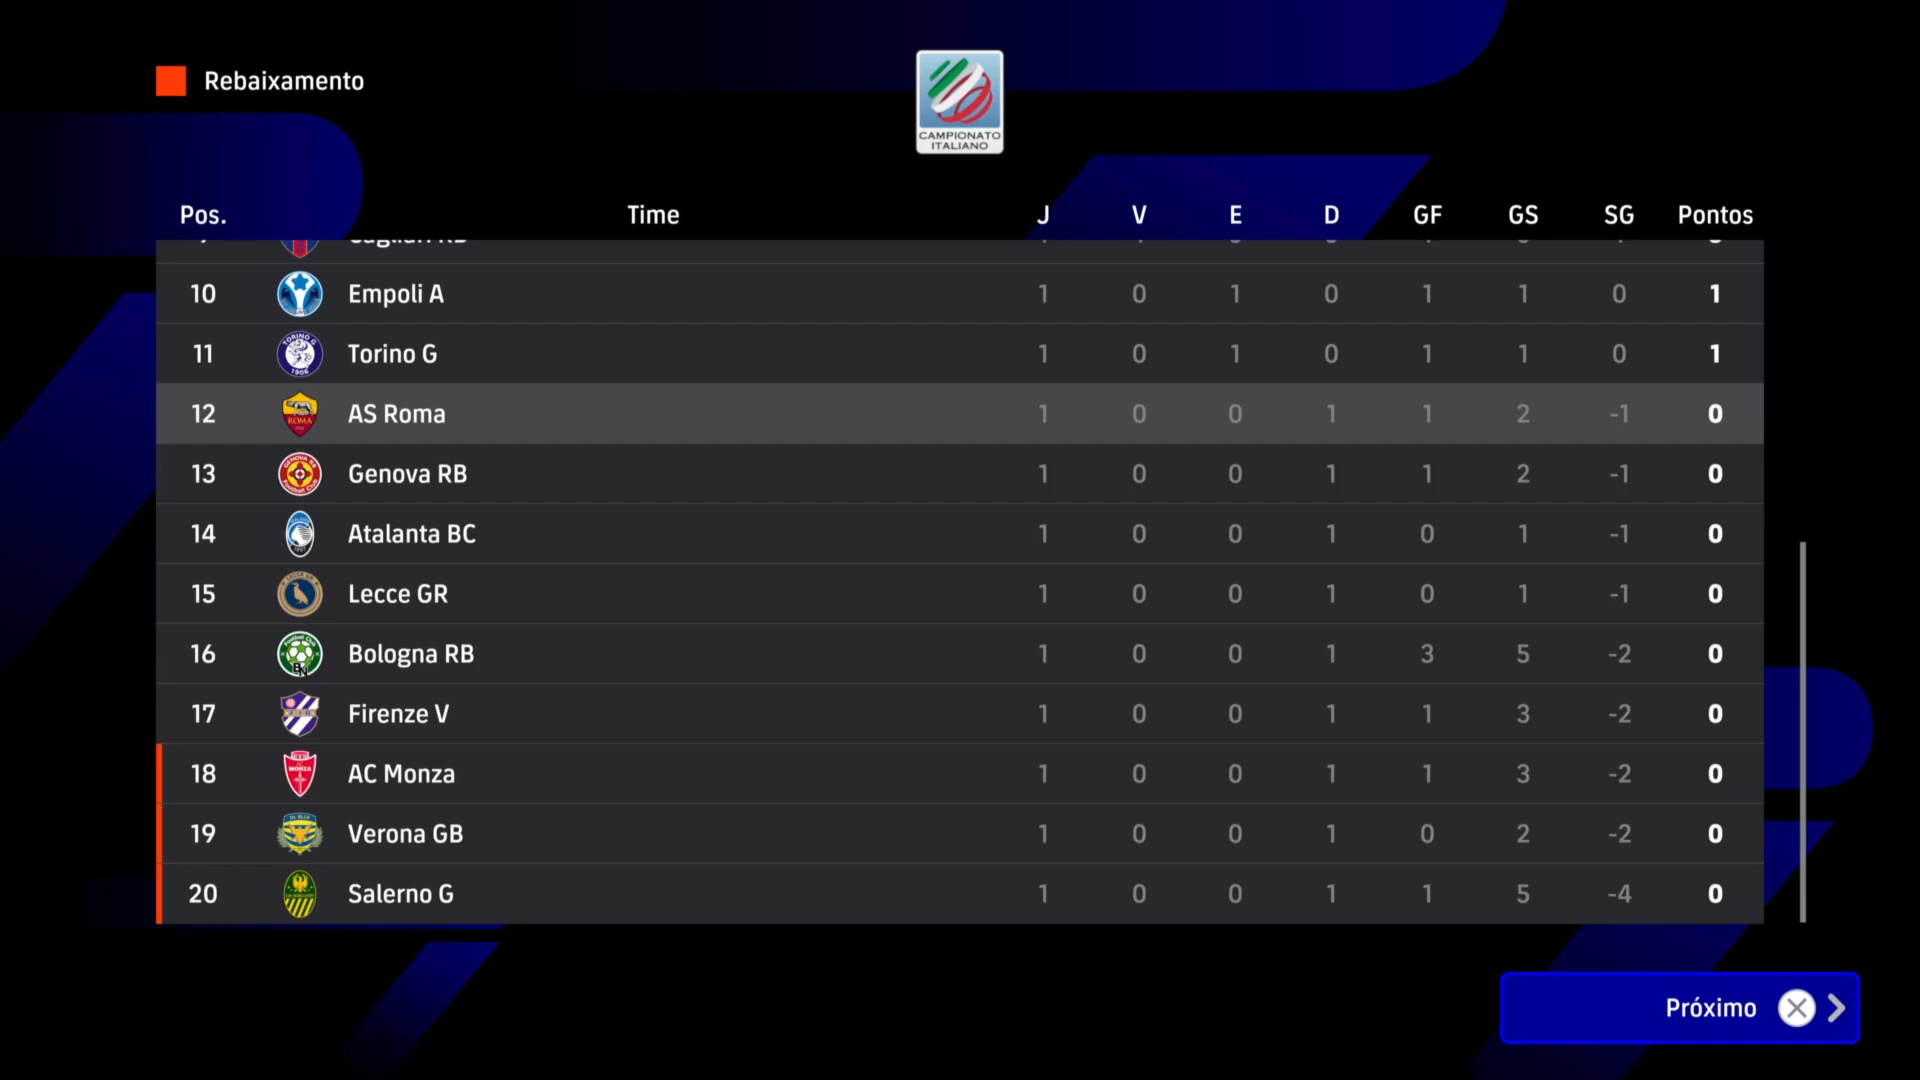 Rebaixamento
CAMPIONATO
ITALIANO
Pos. Time J V E D GF GS SG Pontos
10 Empoli A 1 0 1 0 1 1 0 1
11 Torino G 1 0 1 0 1 1 0 1
12 AS Roma 1 0 0 1 1 2 -1 0
13 Genova RB 1 0 0 1 1 2 -1 0
14 Atalanta BC 1 0 0 1 0 1 -1 0
15 Lecce GR 1 0 0 1 0 1 -1 0
16 Bologna RB 1 0 0 1 3 5 -2 0
17 Firenze V 1 0 0 1 1 3 -2 0
18 AC Monza 1 0 0 1 1 3 -2 0
19 Verona GB 1 0 0 1 0 2 -2 0
20 Salerno G 1 0 0 1 1 5 -4 0
Próximo